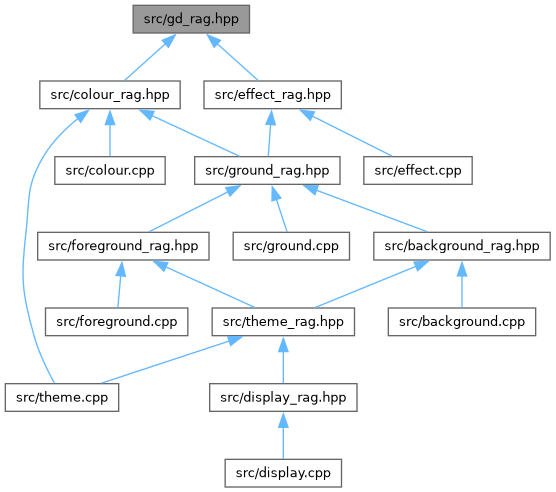 src/gd_rag.hpp
src/colour_rag.hpp
src/effect_rag.hpp
src/colour.cpp
src/ground_rag.hpp
src/effect.cpp
src/foreground_rag.hpp
src/ground.cpp
src/background_rag.hpp
src/foreground.cpp
src/theme_rag.hpp
src/background.cpp
src/theme.cpp
src/display_rag.hpp
src/display.cpp